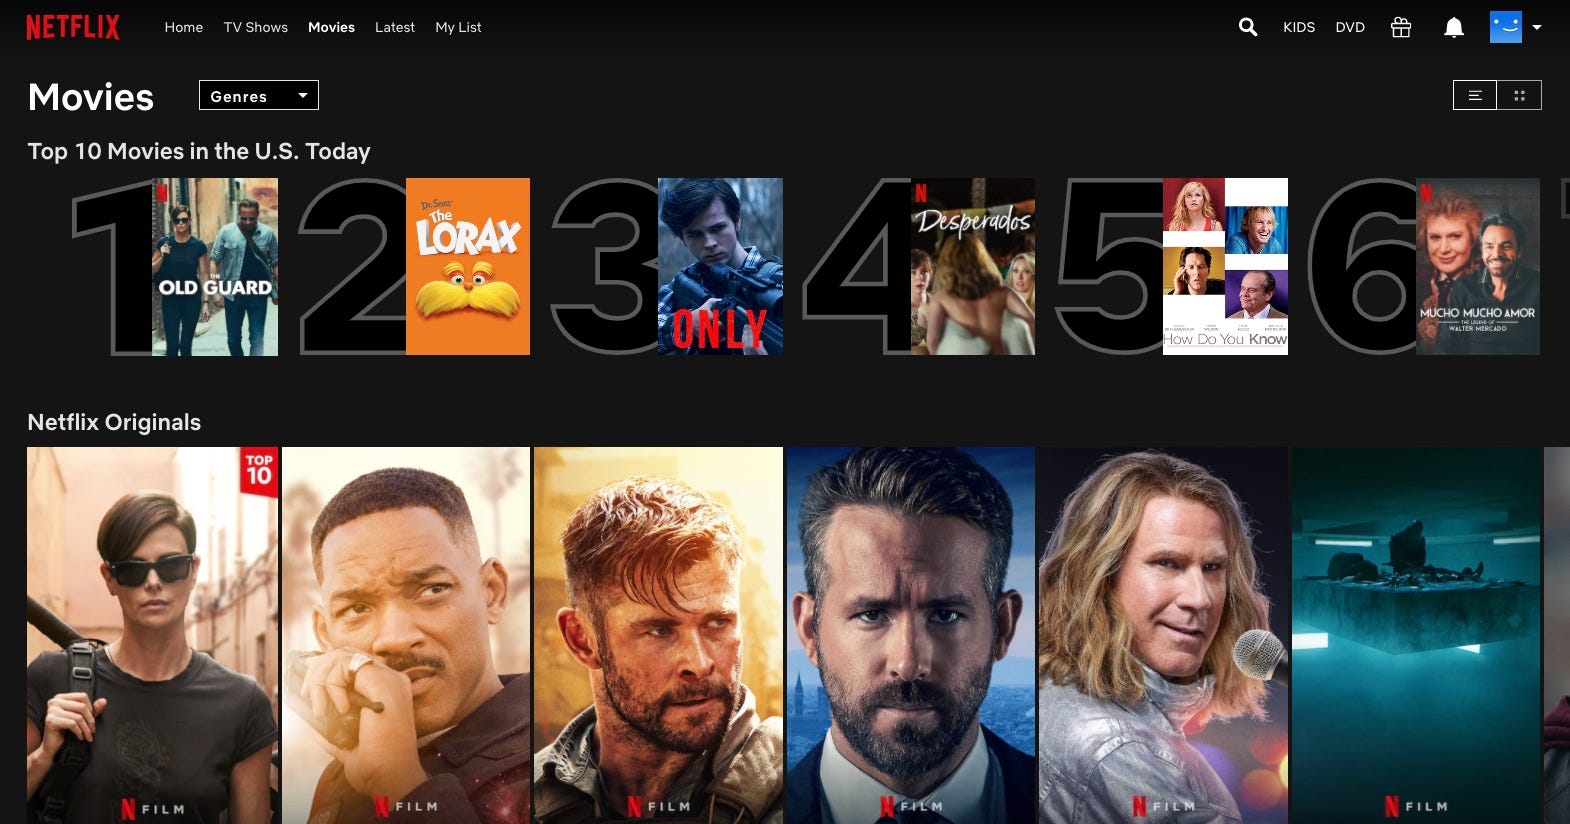 NETFLIX
Home TV Shows Movies Latest My List
KIDS DVD
Movies
Genres
Top 10 Movies in the U.S. Today
1
THE
OLD GUARD
2
Dr. Seuss'
The
LORAX
3
ONLY
4
N
Desperados
5
How Do You Know
6
N
MUCHO MUCHO AMOR
THE LEGEND OF
WALTER MERCADO
Netflix Originals
TOP
10
N FILM
N FILM
N FILM
N FILM
N FILM
N FILM